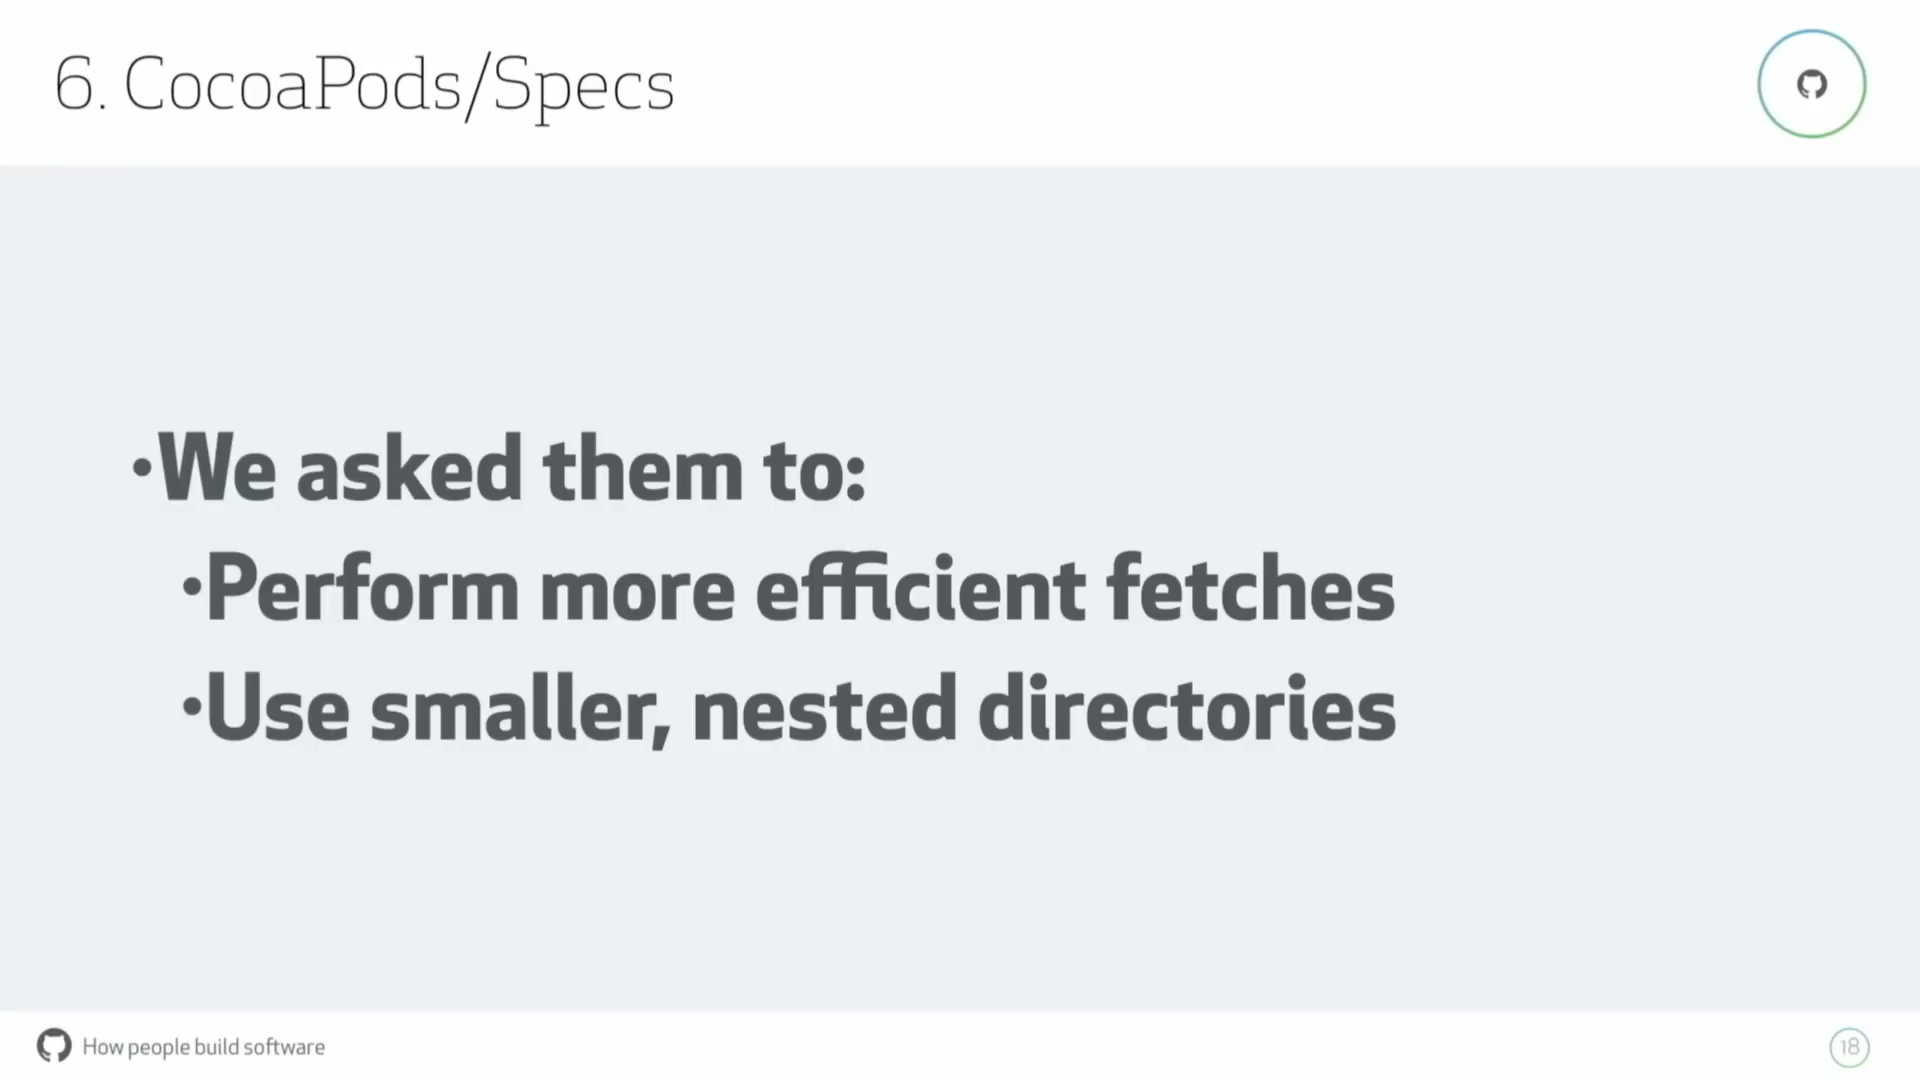 6. CocoaPods/Specs
•We asked them to:
•Perform more efficient fetches
•Use smaller, nested directories
How people build software
18